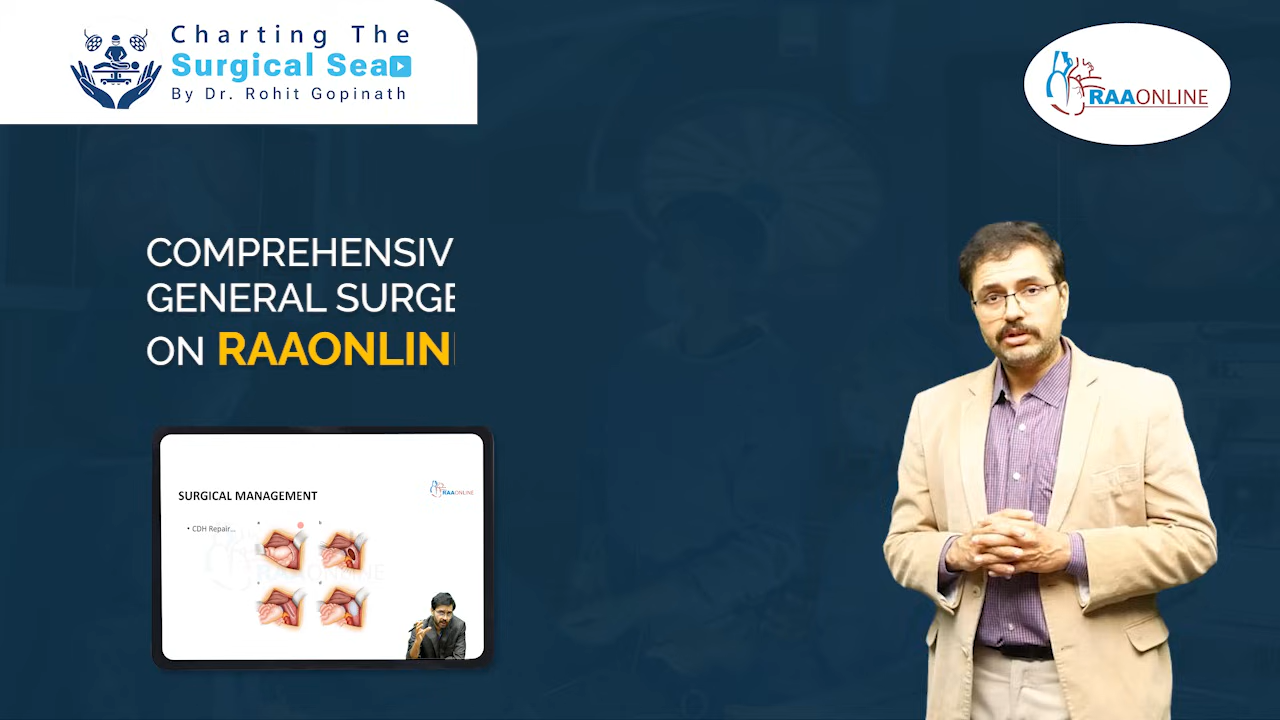 Charting The
Surgical Sea
By Dr. Rohit Gopinath
RAAONLINE
COMPREHENSIV
GENERAL SURGE
ON RAAONLIN
SURGICAL MANAGEMENT
RAAONLINE
• CDH Repair...
a b
RAAONLINE
c d